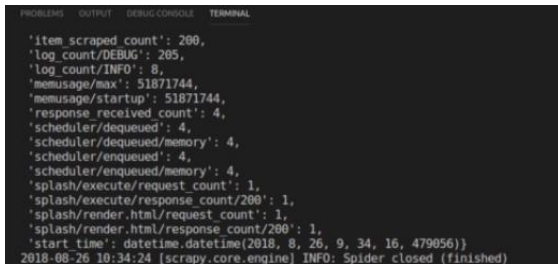 PROBLEMS OUTPUT DEBUG CONSOLE TERMINAL
'item_scraped_count': 200,
'log_count/DEBUG': 205,
'log_count/INFO': 8,
'memusage/max': 51871744,
'memusage/startup': 51871744,
'response_received_count': 4,
'scheduler/dequeued': 4,
'scheduler/dequeued/memory': 4,
'scheduler/enqueued': 4,
'scheduler/enqueued/memory': 4,
'splash/execute/request_count': 1,
'splash/execute/response_count/200': 1,
'splash/render.html/request_count': 1,
'splash/render.html/response_count/200': 1,
'start_time': datetime.datetime(2018, 8, 26, 9, 34, 16, 479056)}
2018-08-26 10:34:24 [scrapy.core.engine] INFO: Spider closed (finished)